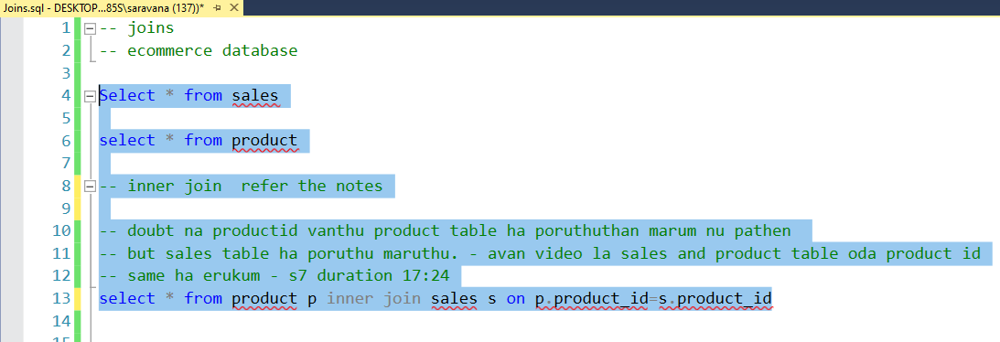 Joins.sql - DESKTOP...85S\saravana (137))*
1 -- joins
2 -- ecommerce database
3
4 Select * from sales
5
6 select * from product
7
8 -- inner join  refer the notes
9
10 -- doubt na productid vanthu product table ha poruthuthan marum nu pathen
11 -- but sales table ha poruthu maruthu. - avan video la sales and product table oda product id
12 -- same ha erukum - s7 duration 17:24
13 select * from product p inner join sales s on p.product_id=s.product_id
14